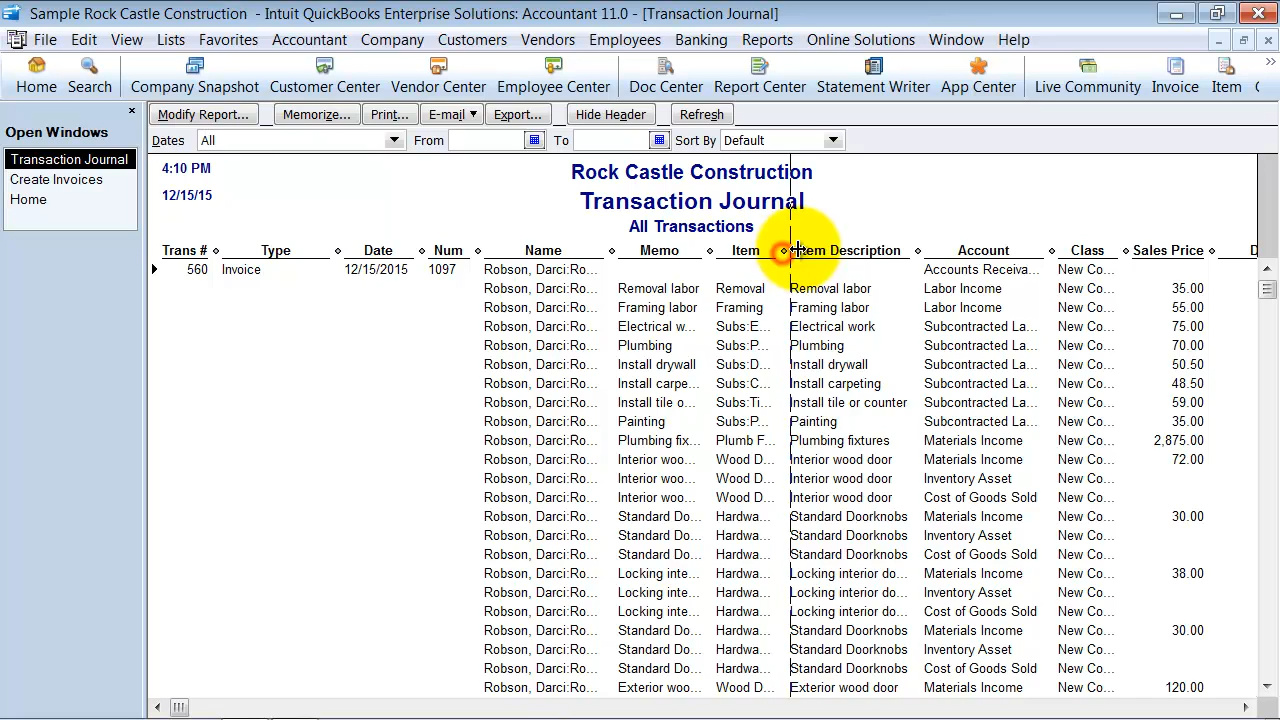 Sample Rock Castle Construction - Intuit QuickBooks Enterprise Solutions: Accountant 11.0 - [Transaction Journal]
File Edit View Lists Favorites Accountant Company Customers Vendors Employees Banking Reports Online Solutions Window Help
Home Search Company Snapshot Customer Center Vendor Center Employee Center Doc Center Report Center Statement Writer App Center Live Community Invoice Item
Open Windows
Transaction Journal
Create Invoices
Home
Modify Report... Memorize... Print... E-mail Export... Hide Header Refresh
Dates All From To Sort By Default
4:10 PM Rock Castle Construction
12/15/15 Transaction Journal
All Transactions
Trans # Type Date Num Name Memo Item Item Description Account Class Sales Price D
560 Invoice 12/15/2015 1097 Robson, Darci:Ro... Accounts Receiva... New Co...
Robson, Darci:Ro... Removal labor Removal Removal labor Labor Income New Co... 35.00
Robson, Darci:Ro... Framing labor Framing Framing labor Labor Income New Co... 55.00
Robson, Darci:Ro... Electrical w... Subs:E... Electrical work Subcontracted La... New Co... 75.00
Robson, Darci:Ro... Plumbing Subs:P... Plumbing Subcontracted La... New Co... 70.00
Robson, Darci:Ro... Install drywall Subs:D... Install drywall Subcontracted La... New Co... 50.50
Robson, Darci:Ro... Install carpe... Subs:C... Install carpeting Subcontracted La... New Co... 48.50
Robson, Darci:Ro... Install tile o... Subs:Ti... Install tile or counter Subcontracted La... New Co... 59.00
Robson, Darci:Ro... Painting Subs:P... Painting Subcontracted La... New Co... 35.00
Robson, Darci:Ro... Plumbing fix... Plumb F... Plumbing fixtures Materials Income New Co... 2,875.00
Robson, Darci:Ro... Interior woo... Wood D... Interior wood door Materials Income New Co... 72.00
Robson, Darci:Ro... Interior woo... Wood D... Interior wood door Inventory Asset New Co...
Robson, Darci:Ro... Interior woo... Wood D... Interior wood door Cost of Goods Sold New Co...
Robson, Darci:Ro... Standard Do... Hardwa... Standard Doorknobs Materials Income New Co... 30.00
Robson, Darci:Ro... Standard Do... Hardwa... Standard Doorknobs Inventory Asset New Co...
Robson, Darci:Ro... Standard Do... Hardwa... Standard Doorknobs Cost of Goods Sold New Co...
Robson, Darci:Ro... Locking inte... Hardwa... Locking interior do... Materials Income New Co... 38.00
Robson, Darci:Ro... Locking inte... Hardwa... Locking interior do... Inventory Asset New Co...
Robson, Darci:Ro... Locking inte... Hardwa... Locking interior do... Cost of Goods Sold New Co...
Robson, Darci:Ro... Standard Do... Hardwa... Standard Doorknobs Materials Income New Co... 30.00
Robson, Darci:Ro... Standard Do... Hardwa... Standard Doorknobs Inventory Asset New Co...
Robson, Darci:Ro... Standard Do... Hardwa... Standard Doorknobs Cost of Goods Sold New Co...
Robson, Darci:Ro... Exterior woo... Wood D... Exterior wood door Materials Income New Co... 120.00